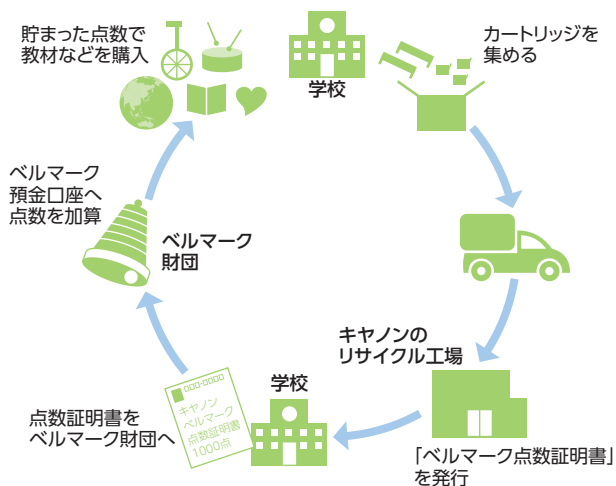 貯まった点数で
教材などを購入
学校
カートリッジを
集める
ベルマーク
預金口座へ
点数を加算
ベルマーク
財団
キヤノンの
リサイクル工場
「ベルマーク点数証明書」
を発行
学校
□□□-□□□□
キヤノン
ベルマーク
点数証明書
1000点
点数証明書を
ベルマーク財団へ